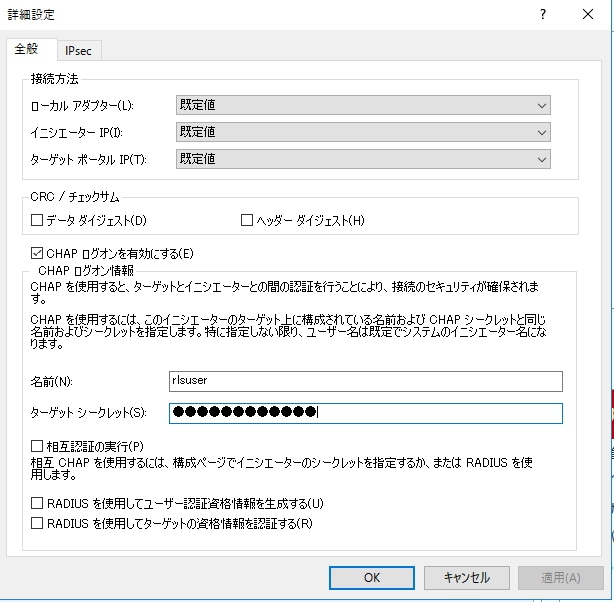 詳細設定
? ×
全般 IPsec
接続方法
ローカル アダプター(L): 既定値
イニシエーター IP(I): 既定値
ターゲット ポータル IP(T): 既定値
CRC / チェックサム
データ ダイジェスト(D) ヘッダー ダイジェスト(H)
CHAP ログオンを有効にする(E)
CHAP ログオン情報
CHAP を使用すると、ターゲットとイニシエーターとの間の認証を行うことにより、接続のセキュリティが確保されま
す。
CHAP を使用するには、このイニシエーターのターゲット上に構成されている名前および CHAP シークレットと同じ
名前およびシークレットを指定します。特に指定しない限り、ユーザー名は既定でシステムのイニシエーター名にな
ります。
名前(N): rlsuser
ターゲット シークレット(S): ●●●●●●●●●●●●
相互認証の実行(P)
相互 CHAP を使用するには、構成ページでイニシエーターのシークレットを指定するか、または RADIUS を使
用します。
RADIUS を使用してユーザー認証資格情報を生成する(U)
RADIUS を使用してターゲットの資格情報を認証する(R)
OK キャンセル 適用(A)